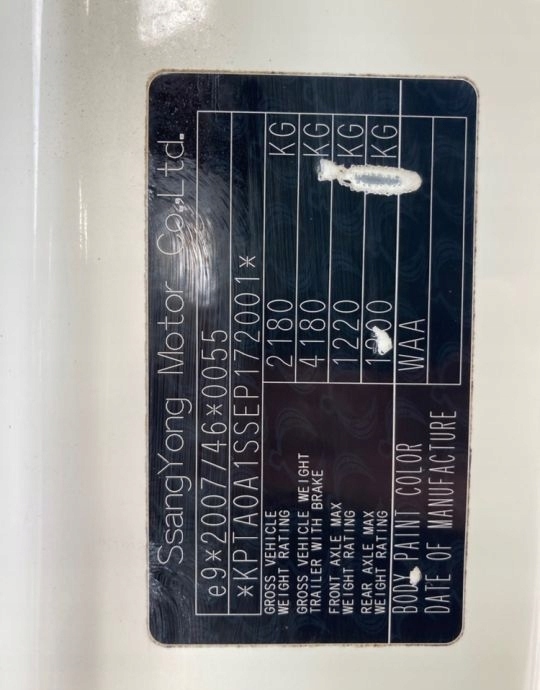 SsangYong Motor Co.,Ltd.
e9*2007/46*0055
*KPTA0A1SSEP172001*
GROSS VEHICLE
WEIGHT RATING 2180 KG
GROSS VEHICLE WEIGHT
TRAILER WITH BRAKE 4180 KG
FRONT AXLE MAX
WEIGHT RATING 1220 KG
REAR AXLE MAX
WEIGHT RATING KG
BODY PAINT COLOR WAA
DATE OF MANUFACTURE